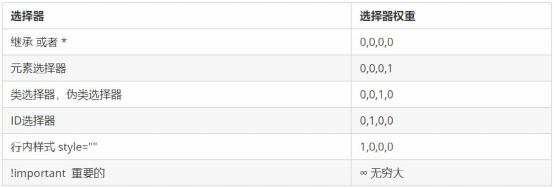 选择器 选择器权重
继承 或者 * 0,0,0,0
元素选择器 0,0,0,1
类选择器，伪类选择器 0,0,1,0
ID选择器 0,1,0,0
行内样式 style="" 1,0,0,0
!important 重要的 ∞ 无穷大